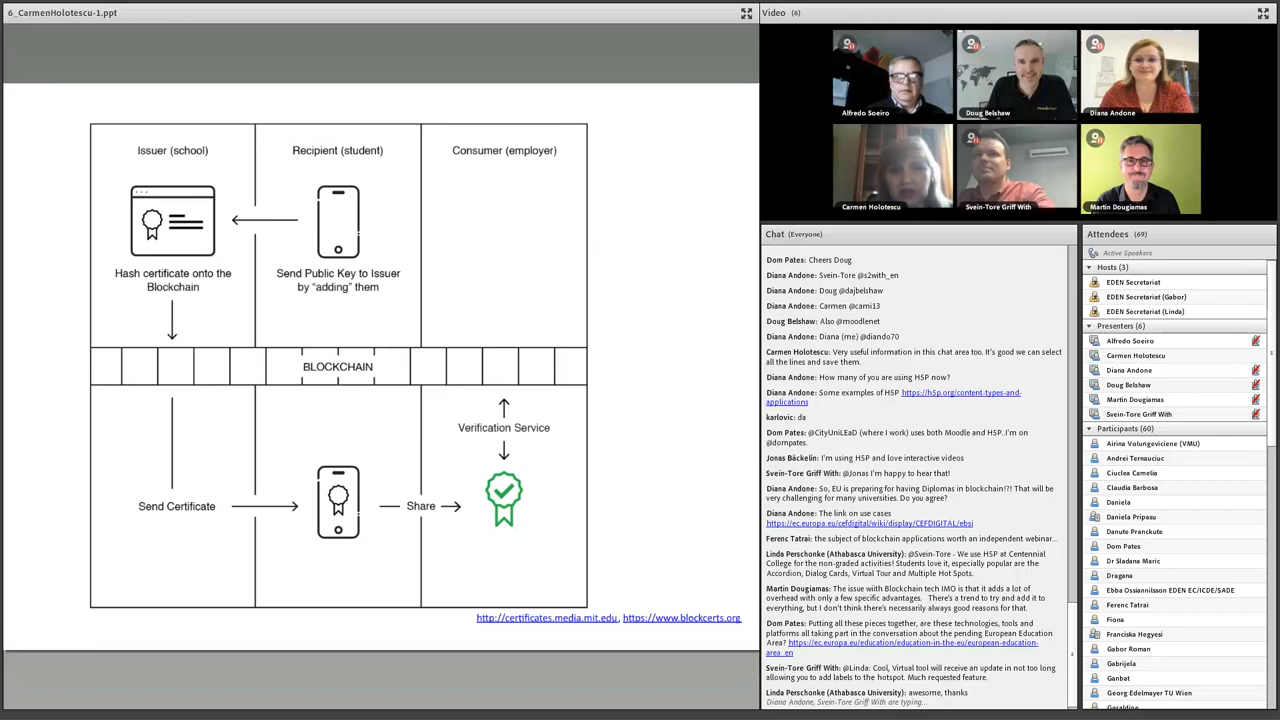 6_CarmenHolotescu-1.ppt
Issuer (school)
Recipient (student)
Consumer (employer)
Hash certificate onto the
Blockchain
Send Public Key to Issuer
by “adding” them
BLOCKCHAIN
Verification Service
Send Certificate
Share
http://certificates.media.mit.edu, https://www.blockcerts.org
Video (6)
Alfredo Soeiro
Doug Belshaw
Diana Andone
Carmen Holotescu
Svein-Tore Griff With
Martin Dougiamas
Chat (Everyone)
Dom Pates: Cheers Doug
Diana Andone: Svein-Tore @s2with_en
Diana Andone: Doug @dajbelshaw
Diana Andone: Carmen @cami13
Doug Belshaw: Also @moodlenet
Diana Andone: Diana (me) @diando70
Carmen Holotescu: Very useful information in this chat area too. It's good we can select
all the lines and save them.
Diana Andone: How many of you are using H5P now?
Diana Andone: Some examples of H5P https://h5p.org/content-types-and-
applications
karlovic: da
Dom Pates: @CityUniLEaD (where I work) uses both Moodle and H5P. I'm on
@dompates.
Jonas Bäckelin: I'm using H5P and love interactive videos
Svein-Tore Griff With: @Jonas I'm happy to hear that!
Diana Andone: So, EU is preparing for having Diplomas in blockchain!?! That will be
very challenging for many universities. Do you agree?
Diana Andone: The link on use cases
https://ec.europa.eu/cefdigital/wiki/display/CEFDIGITAL/ebsi
Ferenc Tatrai: the subject of blockchain applications worth an independent webinar...
Linda Perschonke (Athabasca University): @Svein-Tore - We use H5P at Centennial
College for the non-graded activities! Students love it, especially popular are the
Accordion, Dialog Cards, Virtual Tour and Multiple Hot Spots.
Martin Dougiamas: The issue wiith Blockchain tech IMO is that it adds a lot of
overhead with only a few specific advantages. There's a trend to try and add it to
everything, but I don't think there's necessarily always good reasons for that.
Dom Pates: Putting all these pieces together, are these technologies, tools and
platforms all taking part in the conversation about the pending European Education
Area? https://ec.europa.eu/education/education-in-the-eu/european-education-
area_en
Svein-Tore Griff With: @Linda: Cool, Virtual tool will receive an update in not too long
allowing you to add labels to the hotspot. Much requested feature.
Linda Perschonke (Athabasca University): awesome, thanks
Diana Andone, Svein-Tore Griff With are typing...
Attendees (69)
Active Speakers
Hosts (3)
EDEN Secretariat
EDEN Secretariat (Gabor)
EDEN Secretariat (Linda)
Presenters (6)
Alfredo Soeiro
Carmen Holotescu
Diana Andone
Doug Belshaw
Martin Dougiamas
Svein-Tore Griff With
Participants (60)
Airina Volungeviciene (VMU)
Andrei Ternauciuc
Ciuclea Camelia
Claudia Barbosa
Daniela
Daniela Pripasu
Danute Pranckute
Dom Pates
Dr Sladana Maric
Dragana
Ebba Ossiannilsson EDEN EC/ICDE/SADE
Ferenc Tatrai
Fiona
Franciska Hegyesi
Gabor Roman
Gabrijela
Ganbat
Georg Edelmayer TU Wien
Geraldine